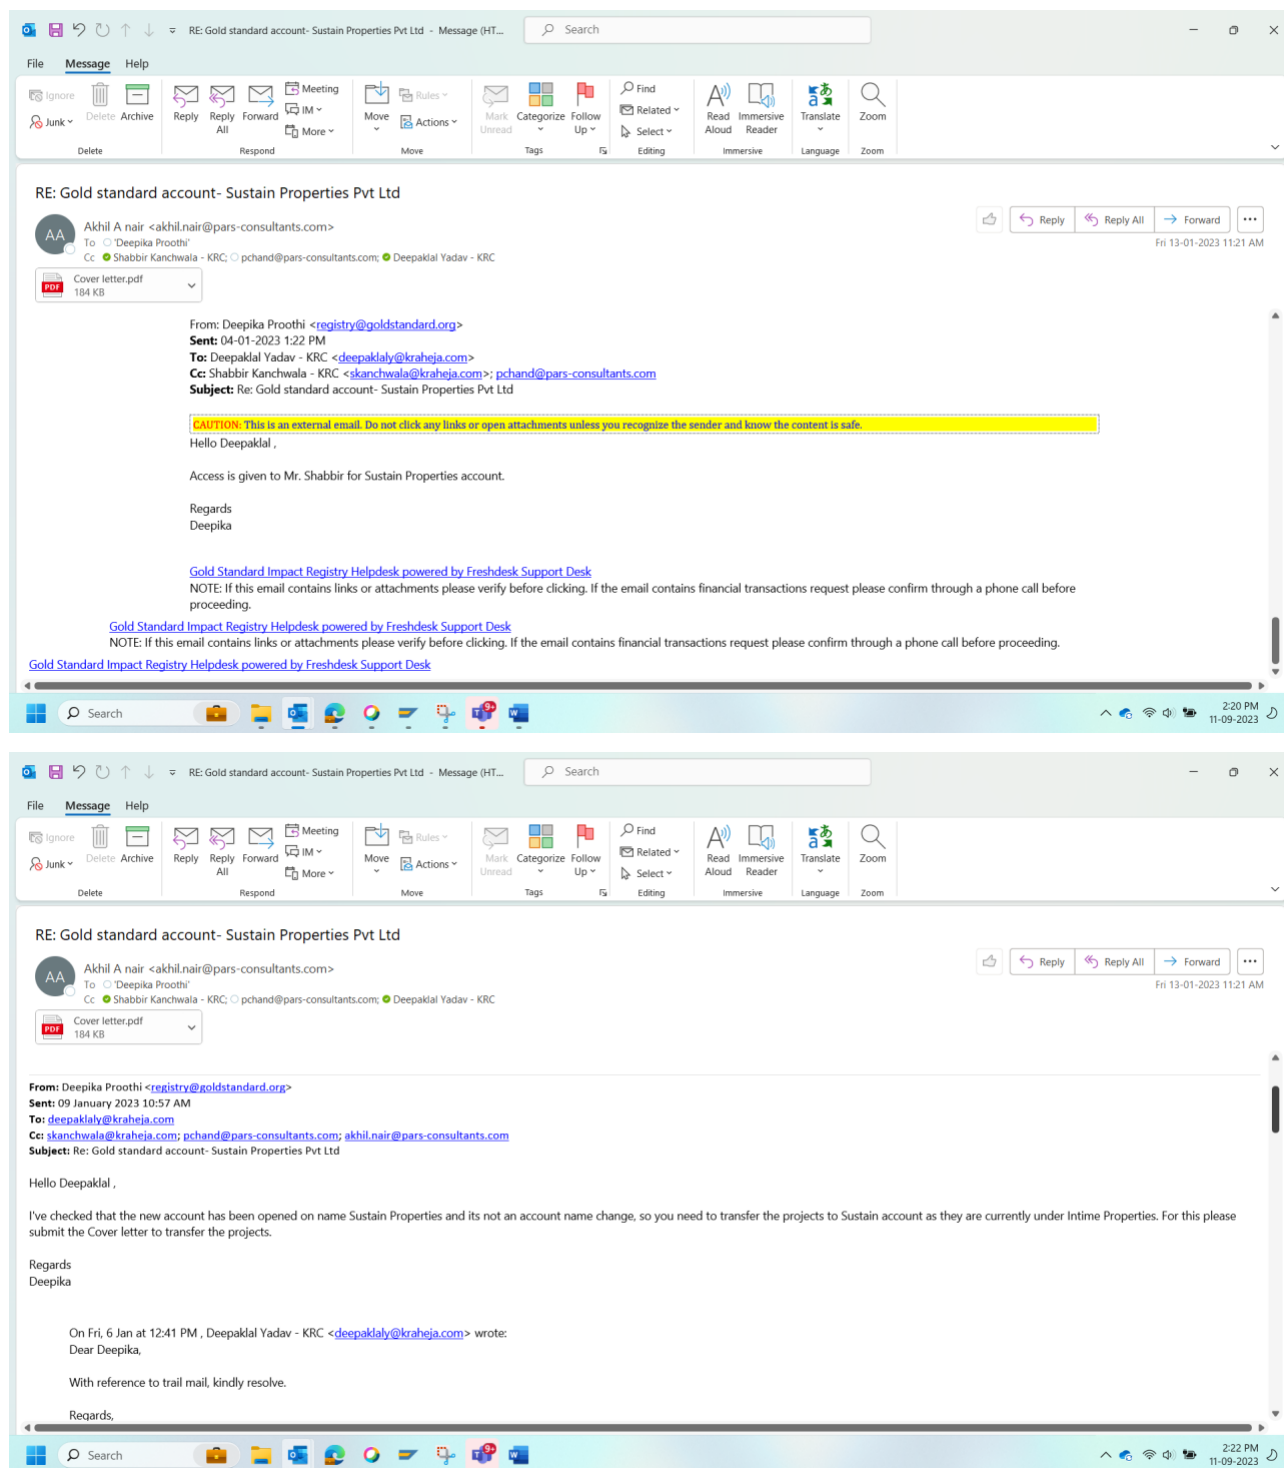 RE: Gold standard account- Sustain Properties Pvt Ltd - Message (HT...
Search
File Message Help
Ignore
Junk
Delete
Archive
Reply
Reply All
Forward
Meeting
IM
More
Move
Rules
Actions
Mark Unread
Categorize
Follow Up
Find
Related
Select
Read Aloud
Immersive Reader
Translate
Zoom
Delete Respond Move Tags Editing Immersive Language Zoom
RE: Gold standard account- Sustain Properties Pvt Ltd
AA
Akhil A nair <akhil.nair@pars-consultants.com>
To 'Deepika Proothi'
Cc Shabbir Kanchwala - KRC; pchand@pars-consultants.com; Deepaklal Yadav - KRC
Reply Reply All Forward ...
Fri 13-01-2023 11:21 AM
PDF
Cover letter.pdf
184 KB
From: Deepika Proothi <registry@goldstandard.org>
Sent: 04-01-2023 1:22 PM
To: Deepaklal Yadav - KRC <deepaklaly@kraheja.com>
Cc: Shabbir Kanchwala - KRC <skanchwala@kraheja.com>; pchand@pars-consultants.com
Subject: Re: Gold standard account- Sustain Properties Pvt Ltd
CAUTION: This is an external email. Do not click any links or open attachments unless you recognize the sender and know the content is safe.
Hello Deepaklal ,
Access is given to Mr. Shabbir for Sustain Properties account.
Regards
Deepika
Gold Standard Impact Registry Helpdesk powered by Freshdesk Support Desk
NOTE: If this email contains links or attachments please verify before clicking. If the email contains financial transactions request please confirm through a phone call before
proceeding.
Gold Standard Impact Registry Helpdesk powered by Freshdesk Support Desk
NOTE: If this email contains links or attachments please verify before clicking. If the email contains financial transactions request please confirm through a phone call before proceeding.
Gold Standard Impact Registry Helpdesk powered by Freshdesk Support Desk
Search
9+
2:20 PM
11-09-2023
RE: Gold standard account- Sustain Properties Pvt Ltd - Message (HT...
Search
File Message Help
Ignore
Junk
Delete
Archive
Reply
Reply All
Forward
Meeting
IM
More
Move
Rules
Actions
Mark Unread
Categorize
Follow Up
Find
Related
Select
Read Aloud
Immersive Reader
Translate
Zoom
Delete Respond Move Tags Editing Immersive Language Zoom
RE: Gold standard account- Sustain Properties Pvt Ltd
AA
Akhil A nair <akhil.nair@pars-consultants.com>
To 'Deepika Proothi'
Cc Shabbir Kanchwala - KRC; pchand@pars-consultants.com; Deepaklal Yadav - KRC
Reply Reply All Forward ...
Fri 13-01-2023 11:21 AM
PDF
Cover letter.pdf
184 KB
From: Deepika Proothi <registry@goldstandard.org>
Sent: 09 January 2023 10:57 AM
To: deepaklaly@kraheja.com
Cc: skanchwala@kraheja.com; pchand@pars-consultants.com; akhil.nair@pars-consultants.com
Subject: Re: Gold standard account- Sustain Properties Pvt Ltd
Hello Deepaklal ,
I've checked that the new account has been opened on name Sustain Properties and its not an account name change, so you need to transfer the projects to Sustain account as they are currently under Intime Properties. For this please
submit the Cover letter to transfer the projects.
Regards
Deepika
On Fri, 6 Jan at 12:41 PM , Deepaklal Yadav - KRC <deepaklaly@kraheja.com> wrote:
Dear Deepika,
With reference to trail mail, kindly resolve.
Regards,
Search
9+
2:22 PM
11-09-2023